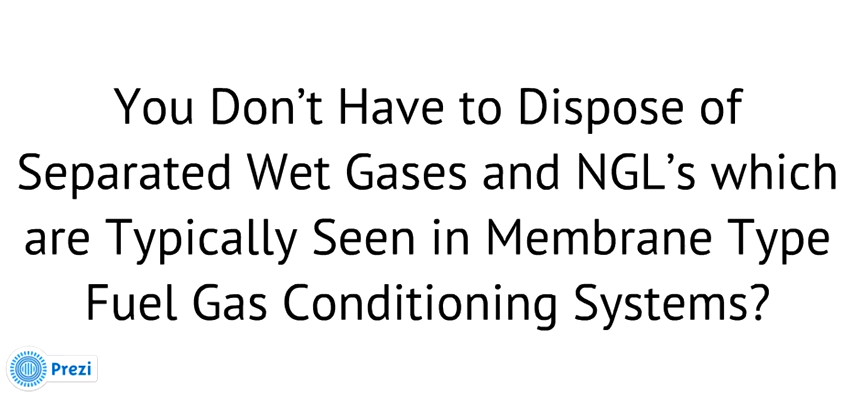 You Don’t Have to Dispose of
Separated Wet Gases and NGL’s which
are Typically Seen in Membrane Type
Fuel Gas Conditioning Systems?
Prezi